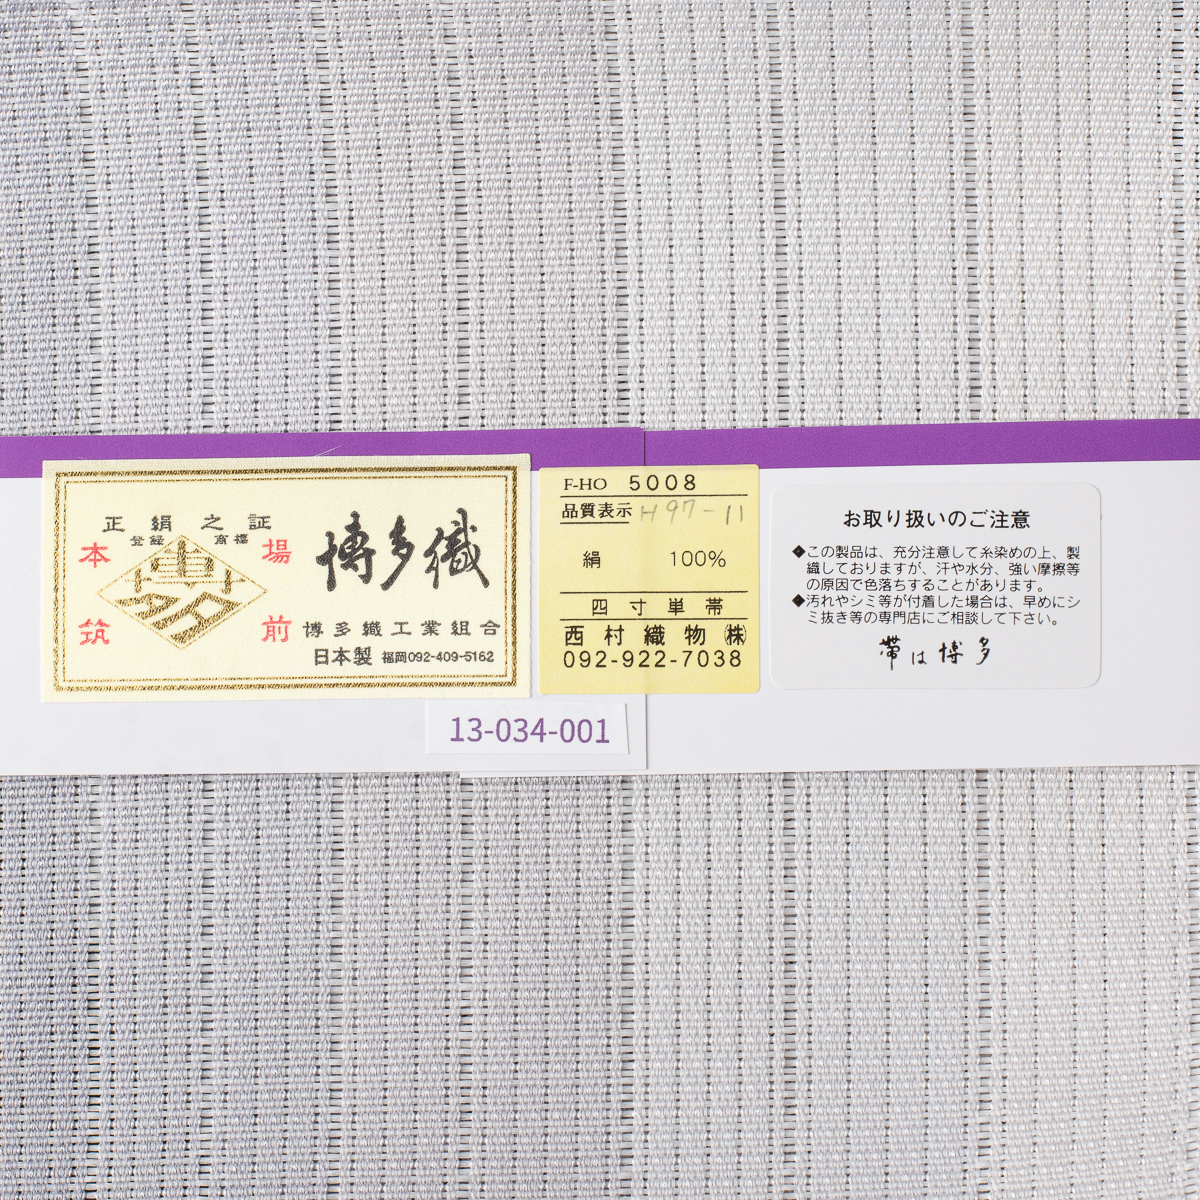 正絹之証
登録 商標
本場
筑前
博多
博多織
博多織工業組合
日本製 福岡092-409-5162
F-HO 5008
品質表示 H97-11
絹 100%
四寸単帯
西村織物㈱
092-922-7038
お取り扱いのご注意
◆この製品は、充分注意して糸染めの上、製
織しておりますが、汗や水分、強い摩擦等
の原因で色落ちすることがあります。
◆汚れやシミ等が付着した場合は、早めにシ
ミ抜き等の専門店にご相談して下さい。
帯は博多
13-034-001